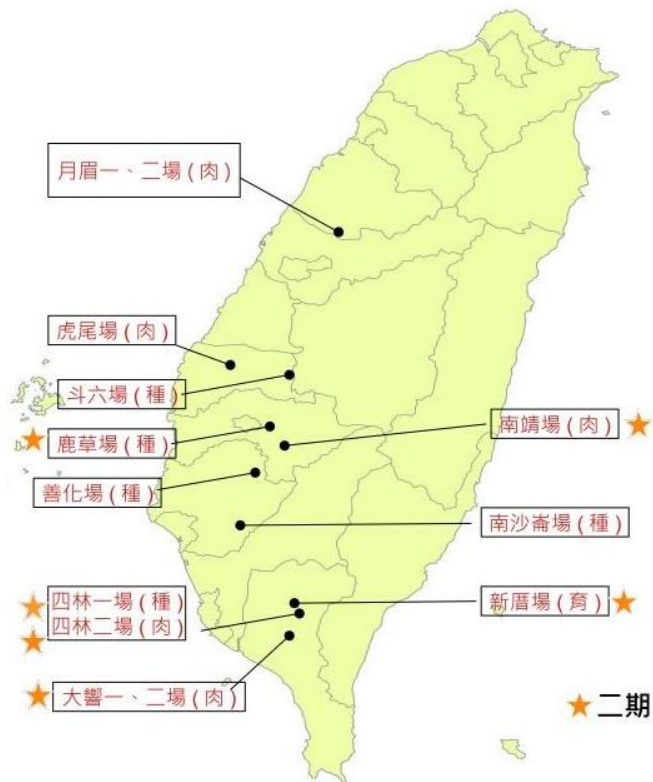 月眉一、二場(肉)
虎尾場(肉)
斗六場(種)
鹿草場(種)
南靖場(肉)
善化場(種)
南沙崙場(種)
四林一場(種)
四林二場(肉)
新厝場(育)
大響一、二場(肉)
二期